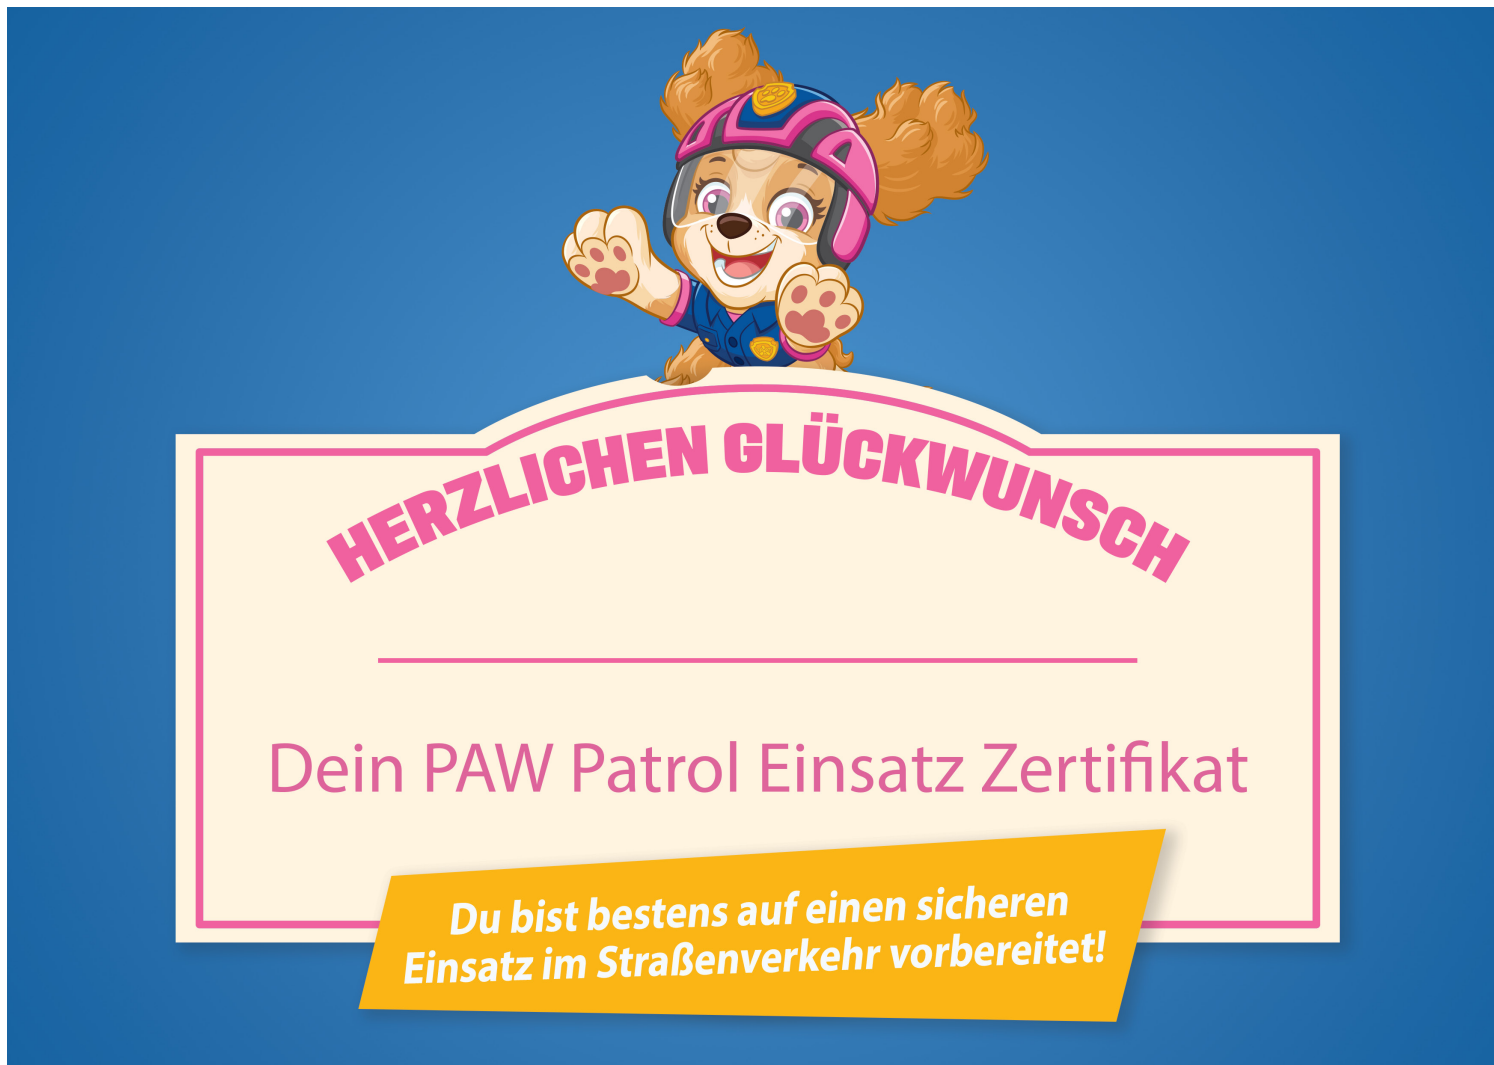 HERZLICHEN GLÜCKWUNSCH
Dein PAW Patrol Einsatz Zertifikat
Du bist bestens auf einen sicheren
Einsatz im Straßenverkehr vorbereitet!